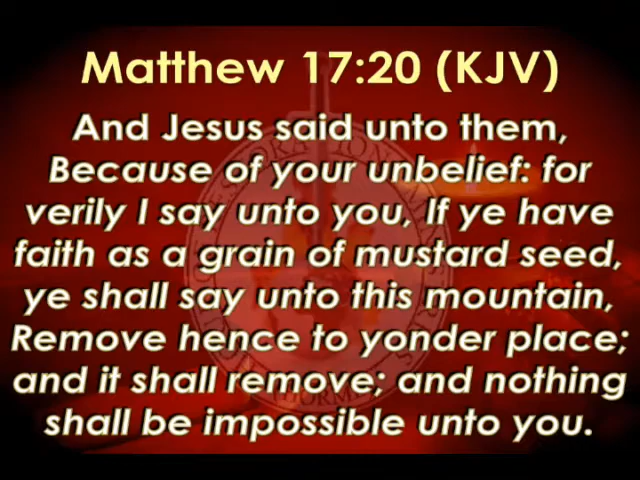 Matthew 17:20 (KJV)
And Jesus said unto them,
Because of your unbelief: for
verily I say unto you, If ye have
faith as a grain of mustard seed,
ye shall say unto this mountain,
Remove hence to yonder place;
and it shall remove; and nothing
shall be impossible unto you.